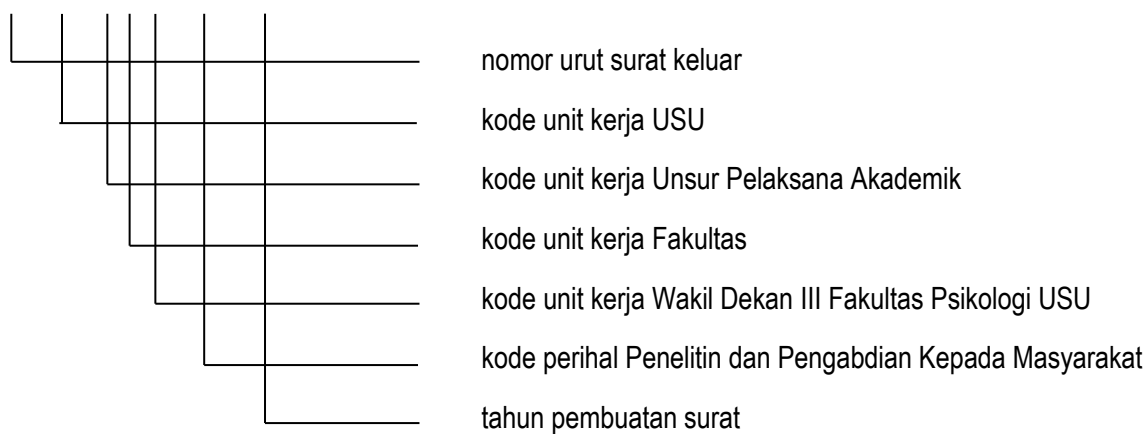 nomor urut surat keluar
kode unit kerja USU
kode unit kerja Unsur Pelaksana Akademik
kode unit kerja Fakultas
kode unit kerja Wakil Dekan III Fakultas Psikologi USU
kode perihal Penelitin dan Pengabdian Kepada Masyarakat
tahun pembuatan surat